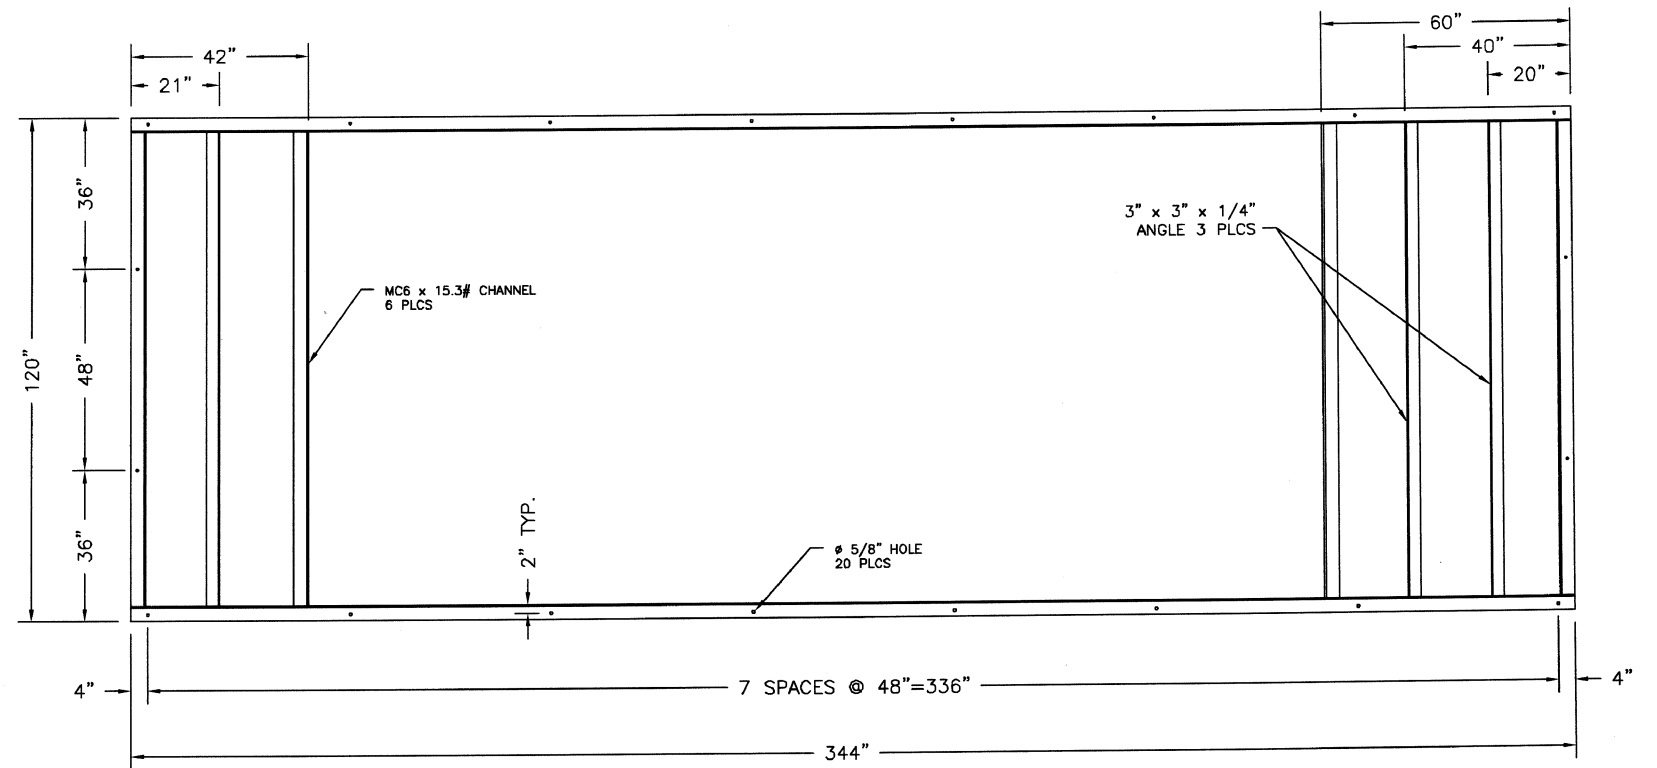 60”
42”
40”
21”
20”
36”
3” x 3” x 1/4”
ANGLE 3 PLCS
MC6 x 15.3# CHANNEL
6 PLCS
120”
48”
2” TYP.
36”
ø 5/8” HOLE
20 PLCS
4”
7 SPACES @ 48”=336”
4”
344”